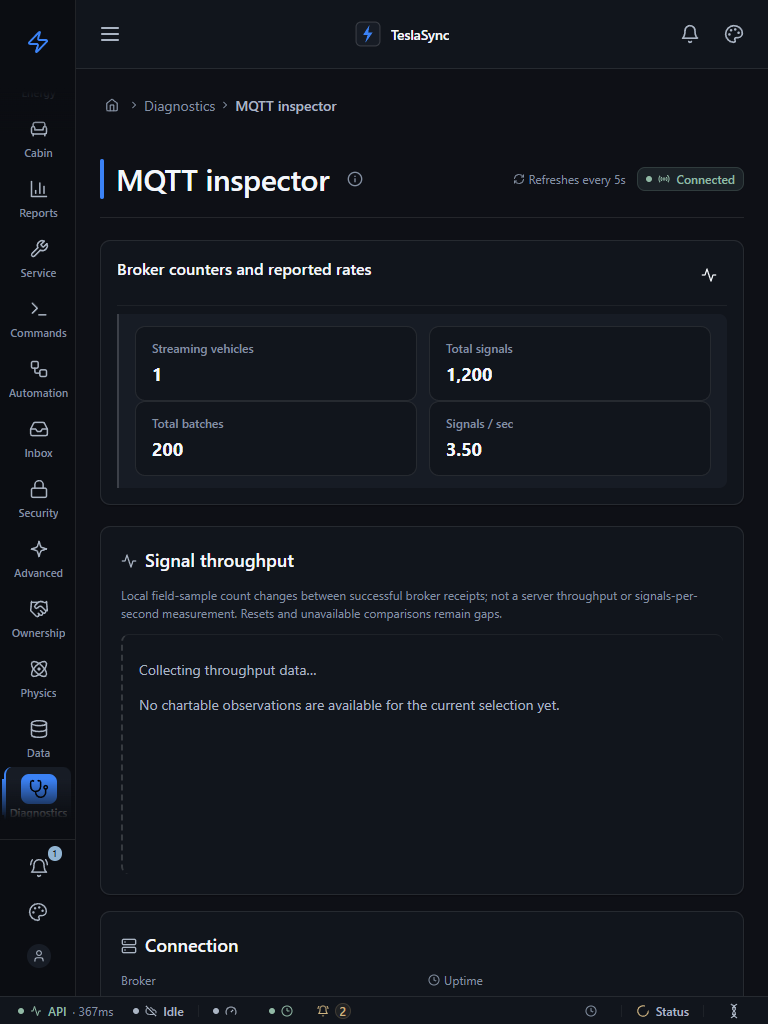 TeslaSync
Energy
Cabin
Reports
Service
Commands
Automation
Inbox
Security
Advanced
Ownership
Physics
Data
Diagnostics
1
Diagnostics
MQTT inspector
MQTT inspector
Refreshes every 5s
Connected
Broker counters and reported rates
Streaming vehicles
1
Total signals
1,200
Total batches
200
Signals / sec
3.50
Signal throughput
Local field-sample count changes between successful broker receipts; not a server throughput or signals-per-
second measurement. Resets and unavailable comparisons remain gaps.
Collecting throughput data...
No chartable observations are available for the current selection yet.
Connection
Broker
Uptime
API · 367ms
Idle
2
Status